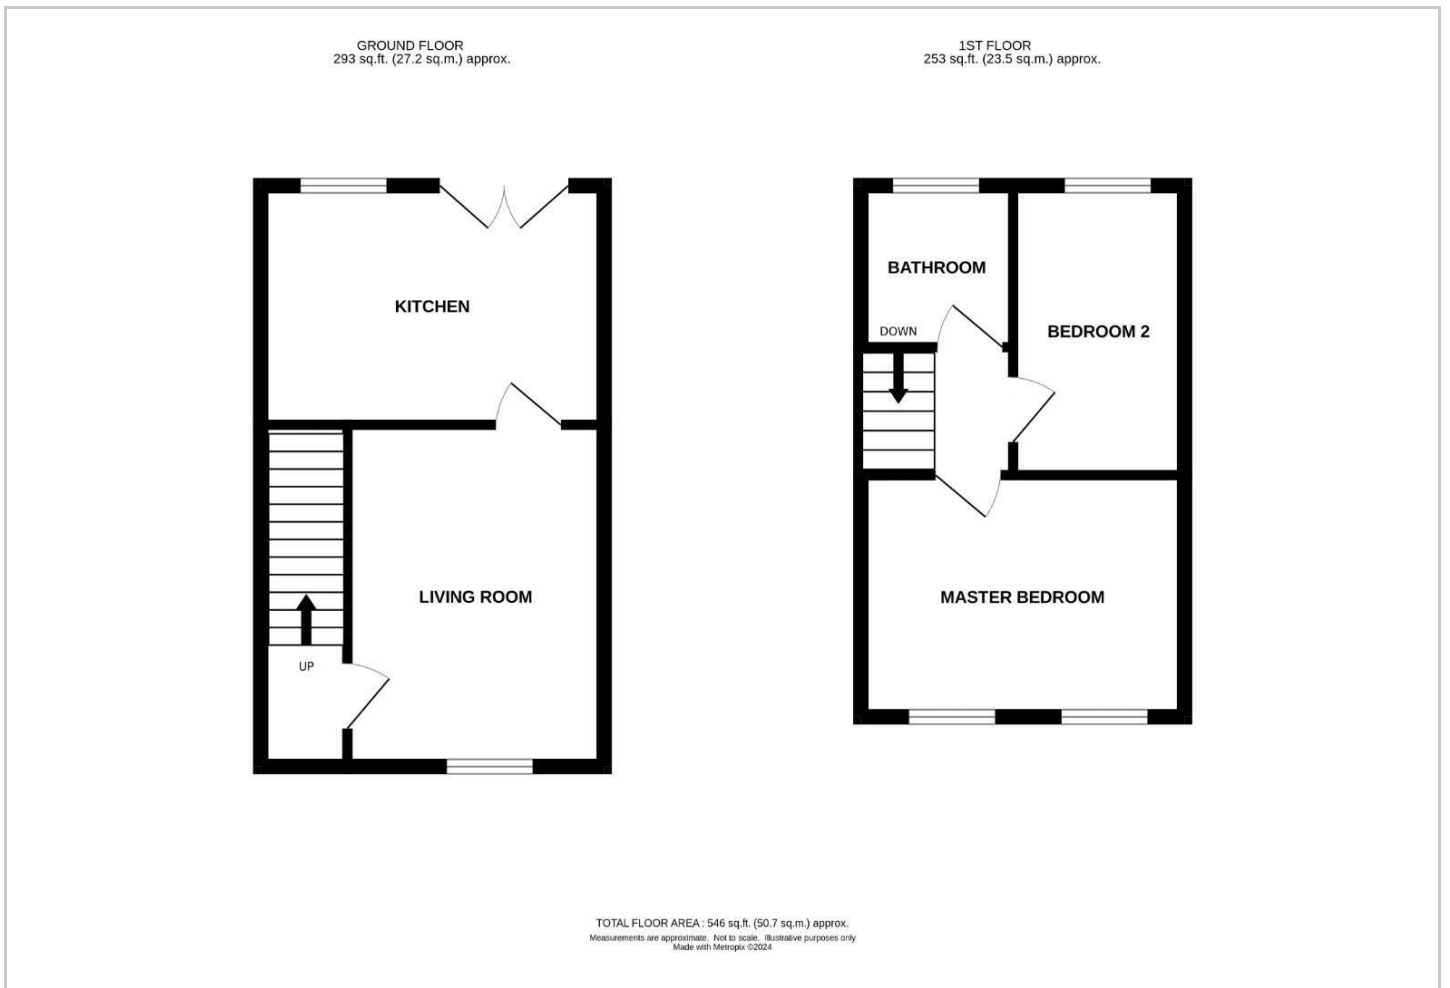 GROUND FLOOR
293 sq.ft. (27.2 sq.m.) approx.
1ST FLOOR
253 sq.ft. (23.5 sq.m.) approx.
KITCHEN
LIVING ROOM
UP
BATHROOM
DOWN
BEDROOM 2
MASTER BEDROOM
TOTAL FLOOR AREA : 546 sq.ft. (50.7 sq.m.) approx.
Measurements are approximate. Not to scale. Illustrative purposes only
Made with Metropix ©2024